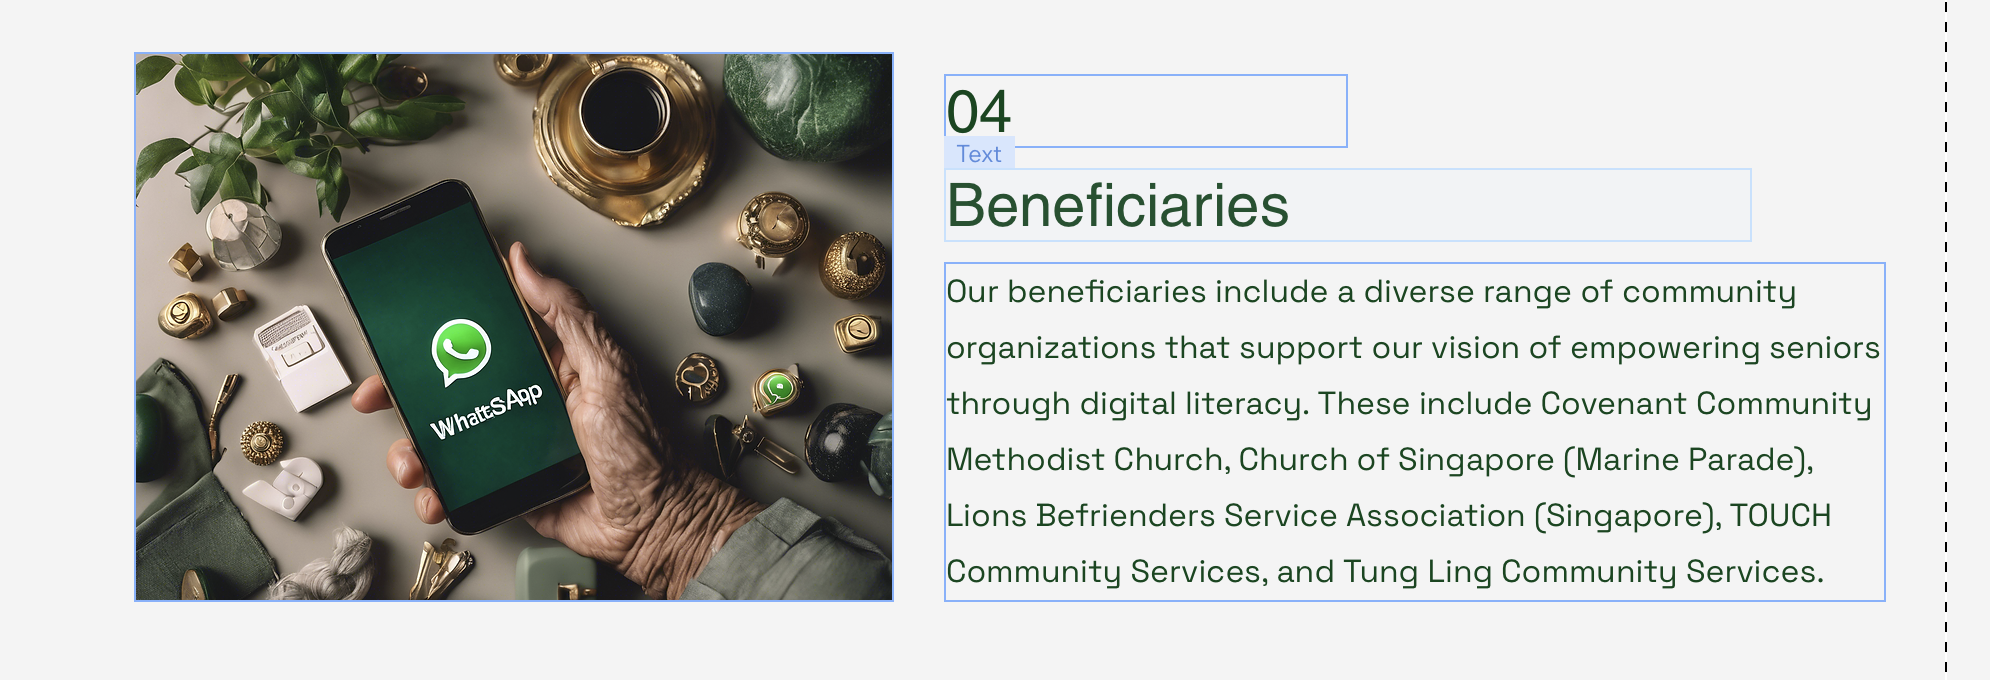 04
Text
Beneficiaries
Our beneficiaries include a diverse range of community
organizations that support our vision of empowering seniors
through digital literacy. These include Covenant Community
Methodist Church, Church of Singapore (Marine Parade),
Lions Befrienders Service Association (Singapore), TOUCH
Community Services, and Tung Ling Community Services.
WhattSApp